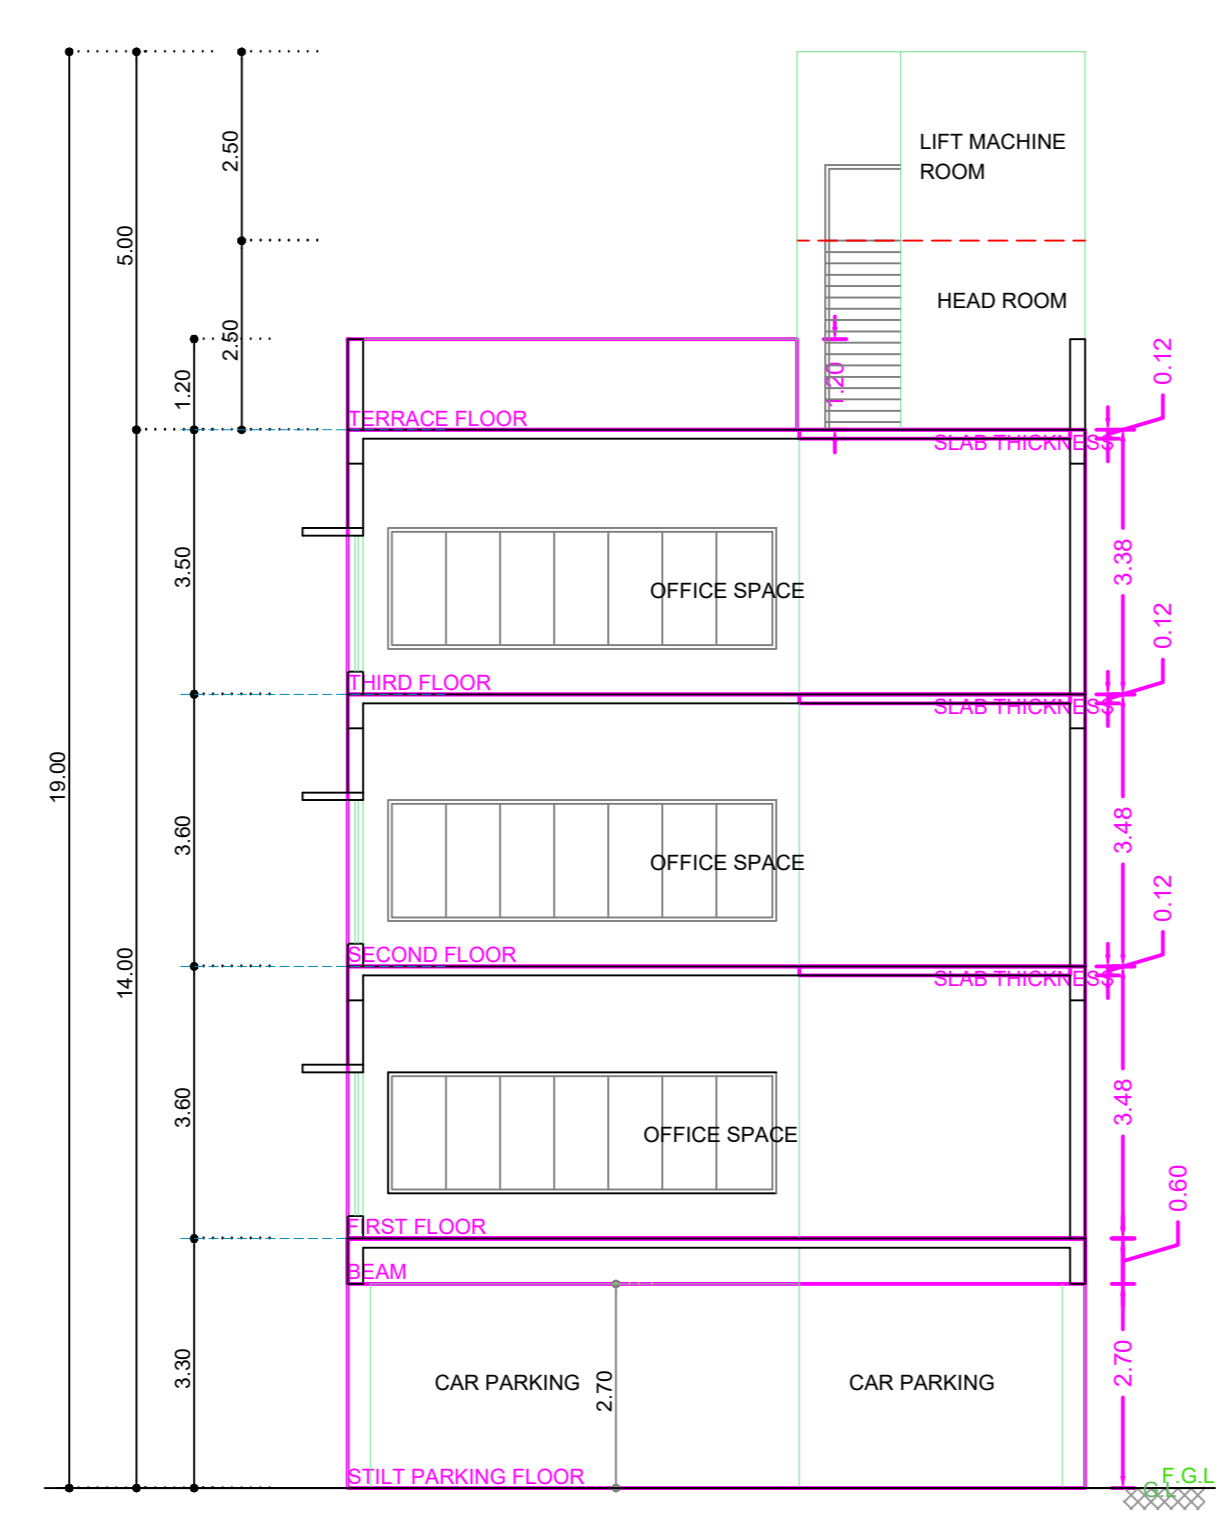 2.50
LIFT MACHINE
ROOM
5.00
HEAD ROOM
2.50
1.20
1.20
0.12
TERRACE FLOOR
SLAB THICKNESS
3.50
3.38
OFFICE SPACE
0.12
THIRD FLOOR
SLAB THICKNESS
19.00
3.60
3.48
OFFICE SPACE
0.12
SECOND FLOOR
14.00
SLAB THICKNESS
3.60
3.48
OFFICE SPACE
0.60
FIRST FLOOR
BEAM
3.30
CAR PARKING
2.70
CAR PARKING
2.70
STILT PARKING FLOOR
F.G.L
G.L